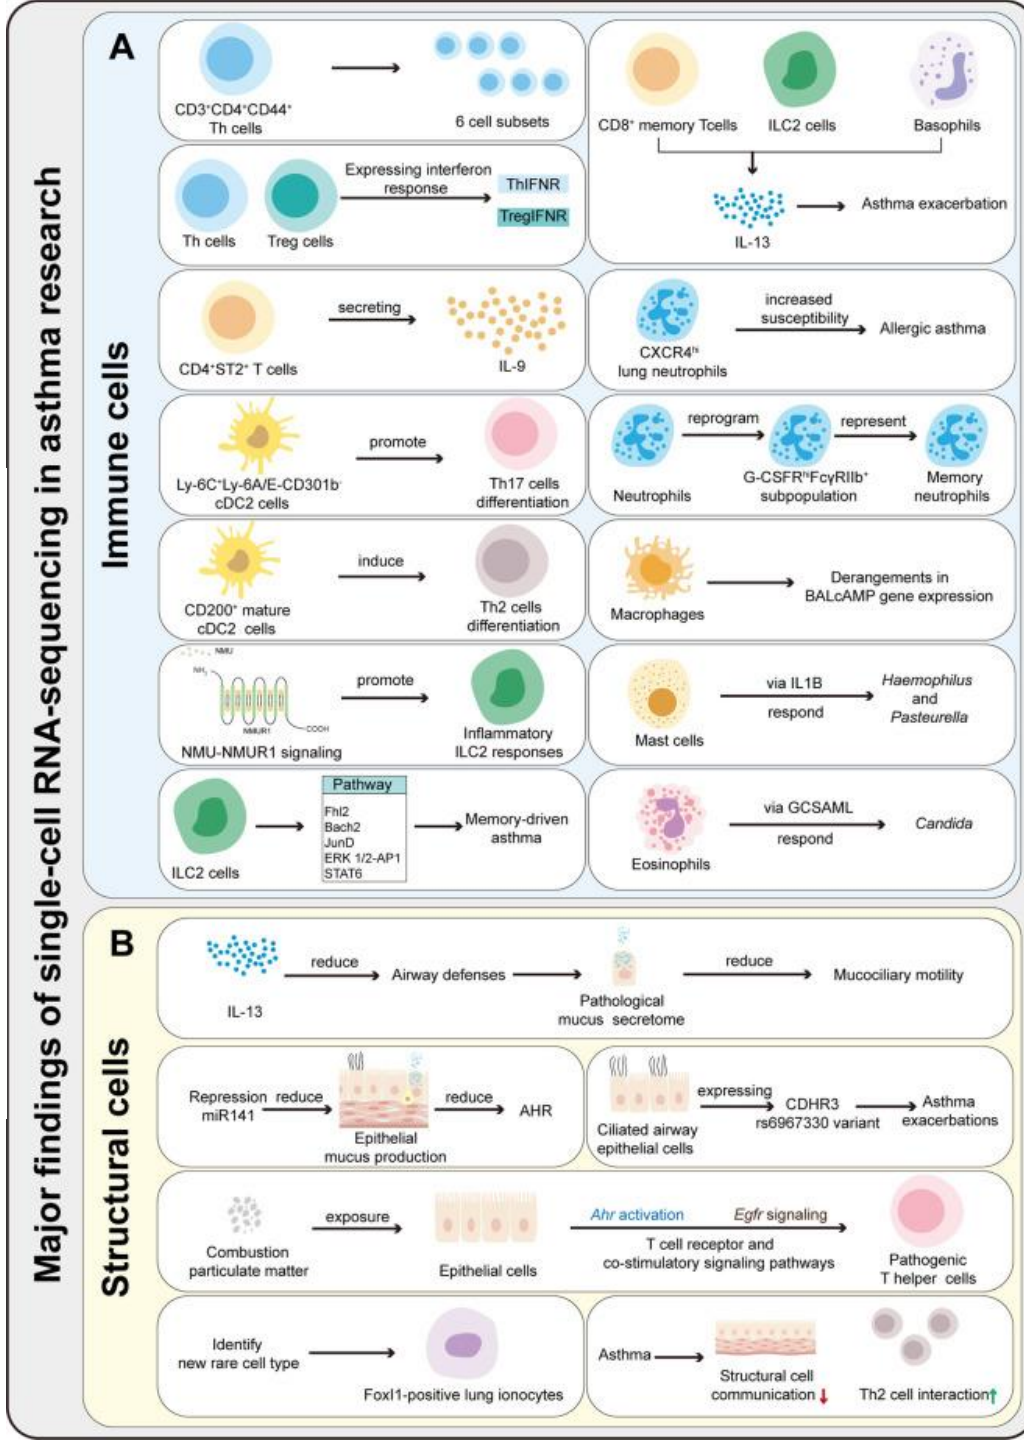 Major findings of single-cell RNA-sequencing in asthma research
A
Immune cells
CD3⁺CD4⁺CD44⁺
Th cells
6 cell subsets
CD8⁺ memory Tcells
ILC2 cells
Basophils
IL-13
Asthma exacerbation
Th cells
Treg cells
Expressing interferon
response
ThIFNR
TregIFNR
CD4⁺ST2⁺ T cells
secreting
IL-9
CXCR4ʰⁱ
lung neutrophils
increased
susceptibility
Allergic asthma
Ly-6C⁺Ly-6A/E-CD301b⁻
cDC2 cells
promote
Th17 cells
differentiation
Neutrophils
reprogram
G-CSFRʰⁱFcγRIIb⁺
subpopulation
represent
Memory
neutrophils
CD200⁺ mature
cDC2 cells
induce
Th2 cells
differentiation
Macrophages
Derangements in
BALcAMP gene expression
NMU
NH₂
NMUR1
COOH
NMU-NMUR1 signaling
promote
Inflammatory
ILC2 responses
Mast cells
via IL1B
respond
Haemophilus
and
Pasteurella
ILC2 cells
Pathway
Fhl2
Bach2
JunD
ERK 1/2-AP1
STAT6
Memory-driven
asthma
Eosinophils
via GCSAML
respond
Candida
B
Structural cells
IL-13
reduce
Airway defenses
Pathological
mucus secretome
reduce
Mucociliary motility
Repression
miR141
reduce
Epithelial
mucus production
reduce
AHR
Ciliated airway
epithelial cells
expressing
CDHR3
rs6967330 variant
Asthma
exacerbations
Combustion
particulate matter
exposure
Epithelial cells
Ahr activation
Egfr signaling
T cell receptor and
co-stimulatory signaling pathways
Pathogenic
T helper cells
Identify
new rare cell type
Foxl1-positive lung ionocytes
Asthma
Structural cell
communication
Th2 cell interaction